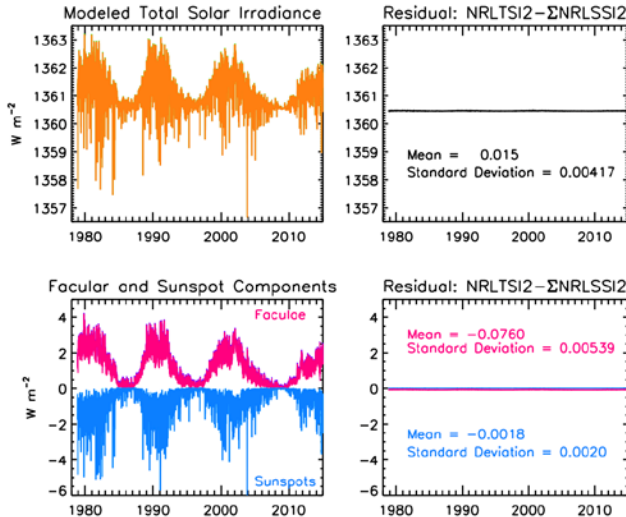 Modeled Total Solar Irradiance
Residual: NRLTSI2−ΣNRLSSI2
1363
1362
1361
1360
1359
1358
1357
W m⁻²
1980 1990 2000 2010
1363
1362
1361
1360
1359
1358
1357
Mean = 0.015
Standard Deviation = 0.00417
1980 1990 2000 2010
Facular and Sunspot Components
Residual: NRLTSI2−ΣNRLSSI2
4
2
0
−2
−4
−6
W m⁻²
Faculae
Sunspots
1980 1990 2000 2010
4
2
0
−2
−4
−6
Mean = −0.0760
Standard Deviation = 0.00539
Mean = −0.0018
Standard Deviation = 0.0020
1980 1990 2000 2010